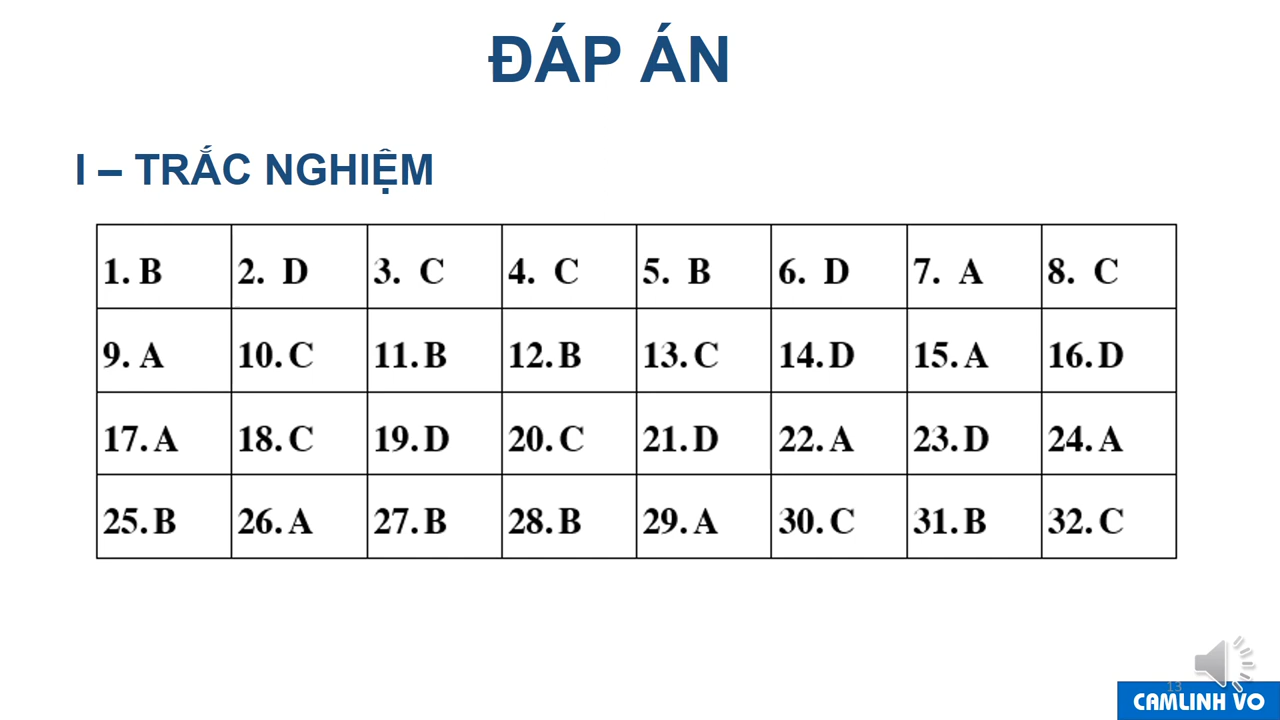 ĐÁP ÁN
I – TRẮC NGHIỆM
1. B 2. D 3. C 4. C 5. B 6. D 7. A 8. C
9. A 10. C 11. B 12. B 13. C 14. D 15. A 16. D
17. A 18. C 19. D 20. C 21. D 22. A 23. D 24. A
25. B 26. A 27. B 28. B 29. A 30. C 31. B 32. C
13
CAMLINH VO